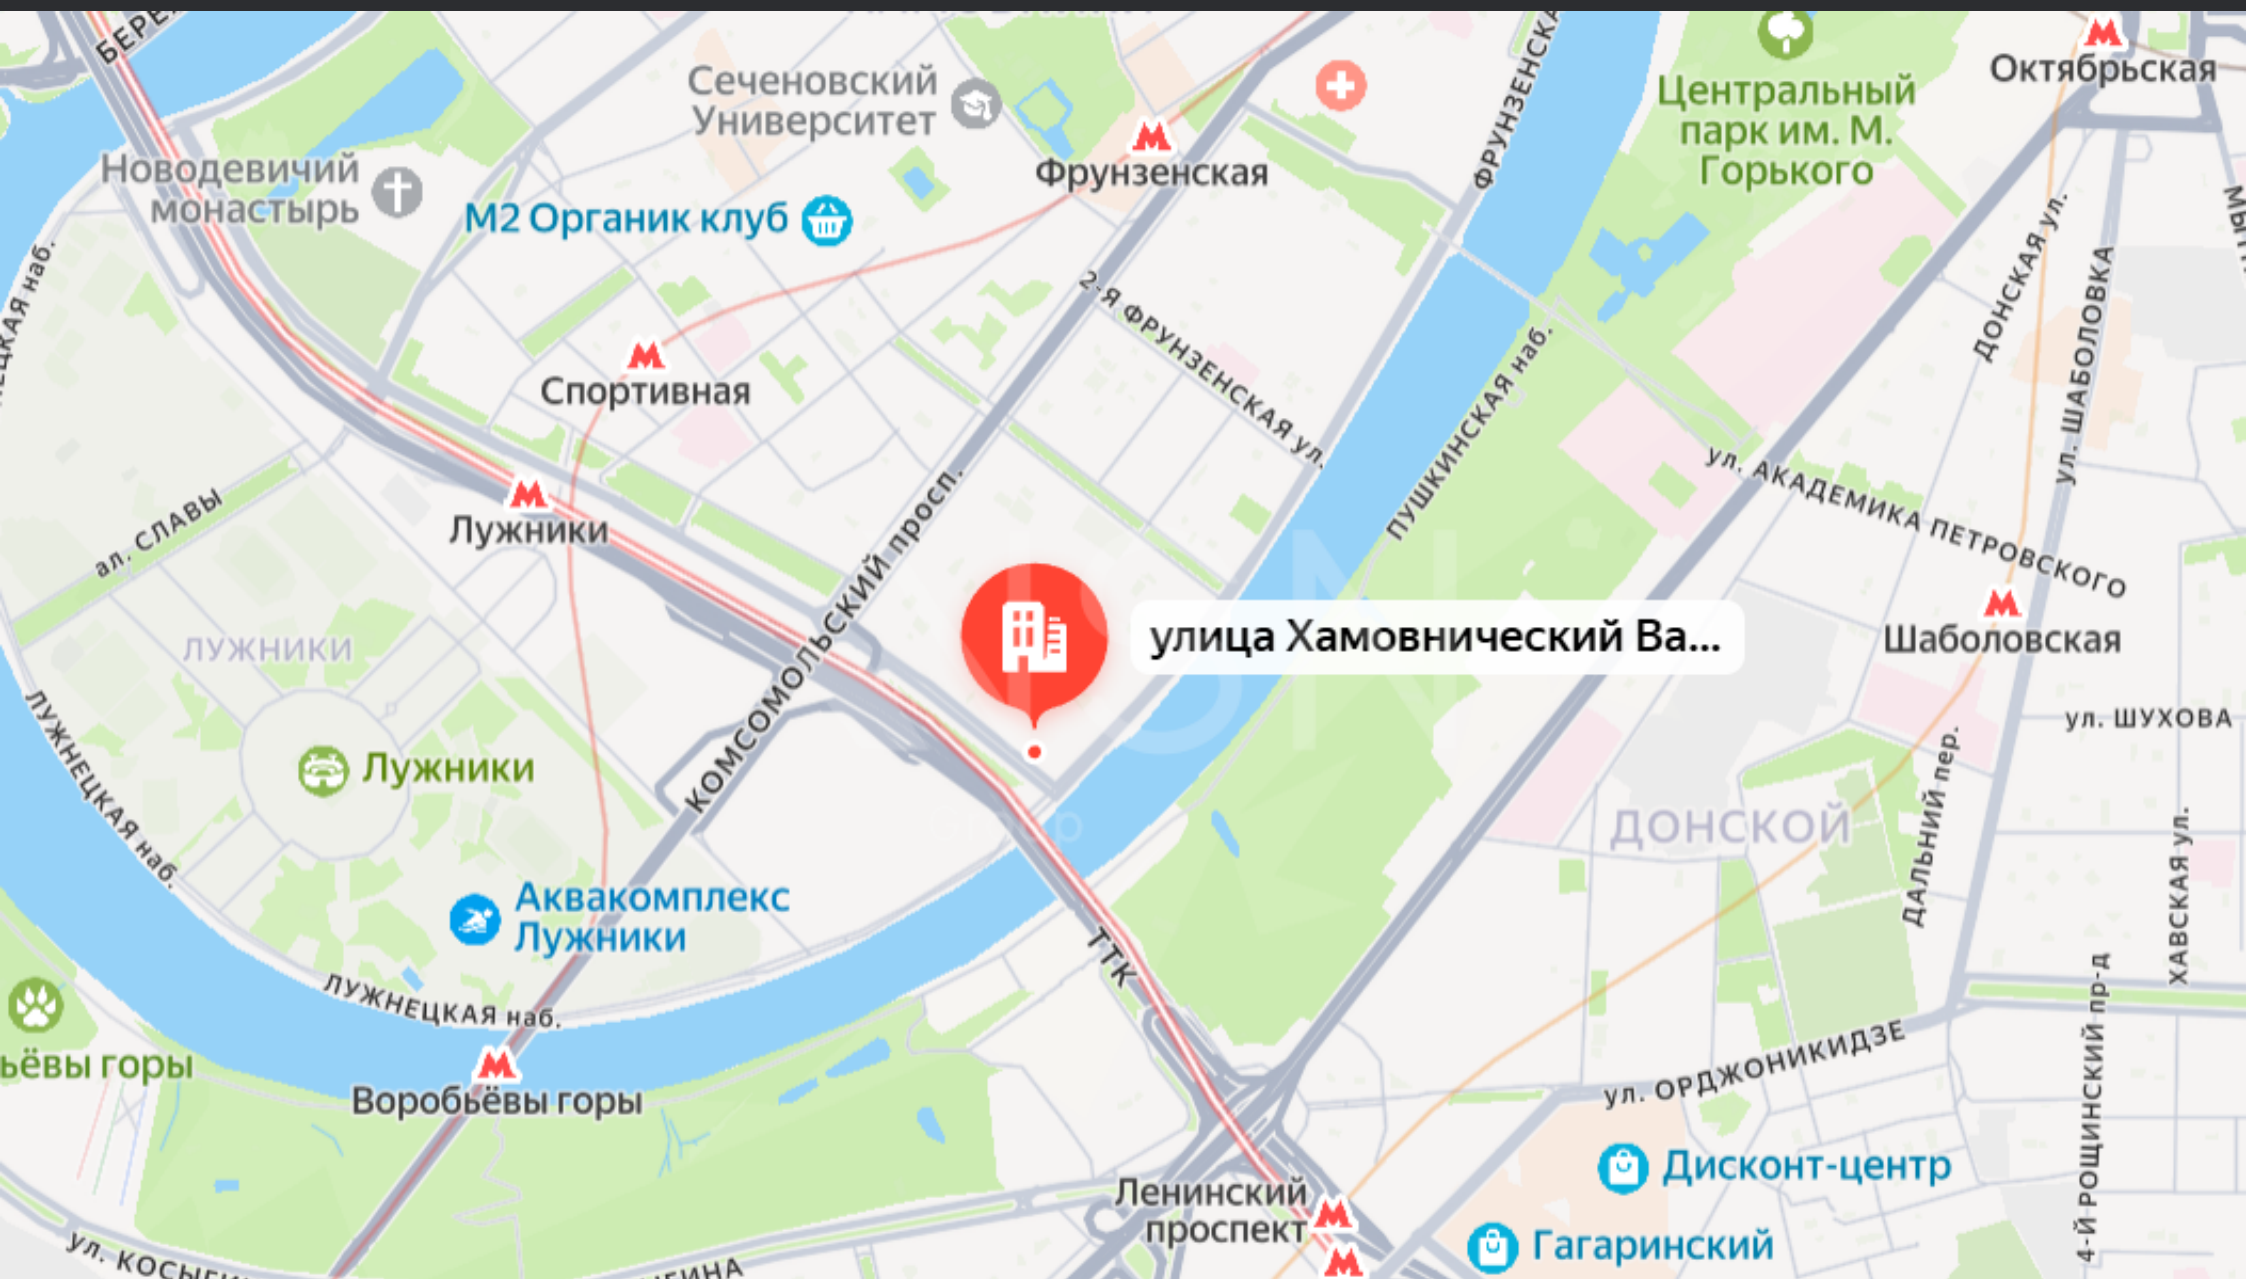 Сеченовский
Университет
Фрунзенская
Центральный
парк им. М.
Горького
Октябрьская
Новодевичий
монастырь
М2 Органик клуб
2-я ФРУНЗЕНСКАЯ ул.
ДОНСКАЯ ул.
ул. ШАБОЛОВКА
Спортивная
ПУШКИНСКАЯ наб.
ул. АКАДЕМИКА ПЕТРОВСКОГО
Лужники
ал. СЛАВЫ
КОМСОМОЛЬСКИЙ просп.
улица Хамовнический Ва...
Шаболовская
ЛУЖНИКИ
ул. ШУХОВА
Лужники
ЛУЖНЕЦКАЯ наб.
ДОНСКОЙ
ДАЛЬНИЙ пер.
ХАВСКАЯ ул.
Аквакомплекс
Лужники
ТТК
ЛУЖНЕЦКАЯ наб.
ьёвы горы
Воробьёвы горы
ул. ОРДЖОНИКИДЗЕ
4-й РОЩИНСКИЙ пр-д
Дисконт-центр
Ленинский
проспект
Гагаринский